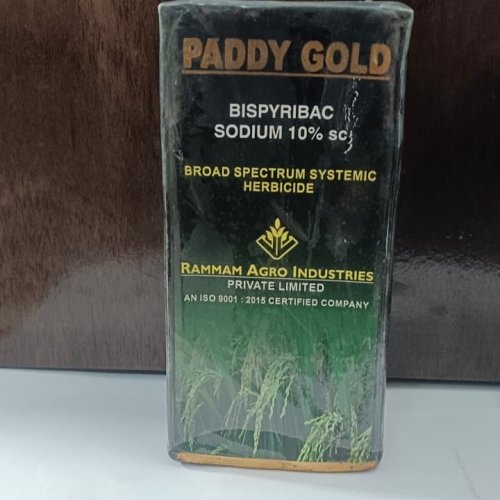 PADDY GOLD
BISPYRIBAC
SODIUM 10% sc
BROAD SPECTRUM SYSTEMIC
HERBICIDE
RAMMAM AGRO INDUSTRIES
PRIVATE LIMITED
AN ISO 9001 : 2015 CERTIFIED COMPANY